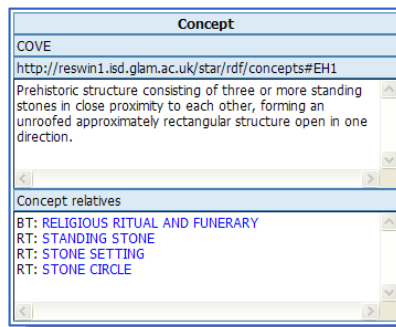 Concept
COVE
http://reswin1.isd.glam.ac.uk/star/rdf/concepts#EH1
Prehistoric structure consisting of three or more standing
stones in close proximity to each other, forming an
unroofed approximately rectangular structure open in one
direction.
Concept relatives
BT: RELIGIOUS RITUAL AND FUNERARY
RT: STANDING STONE
RT: STONE SETTING
RT: STONE CIRCLE